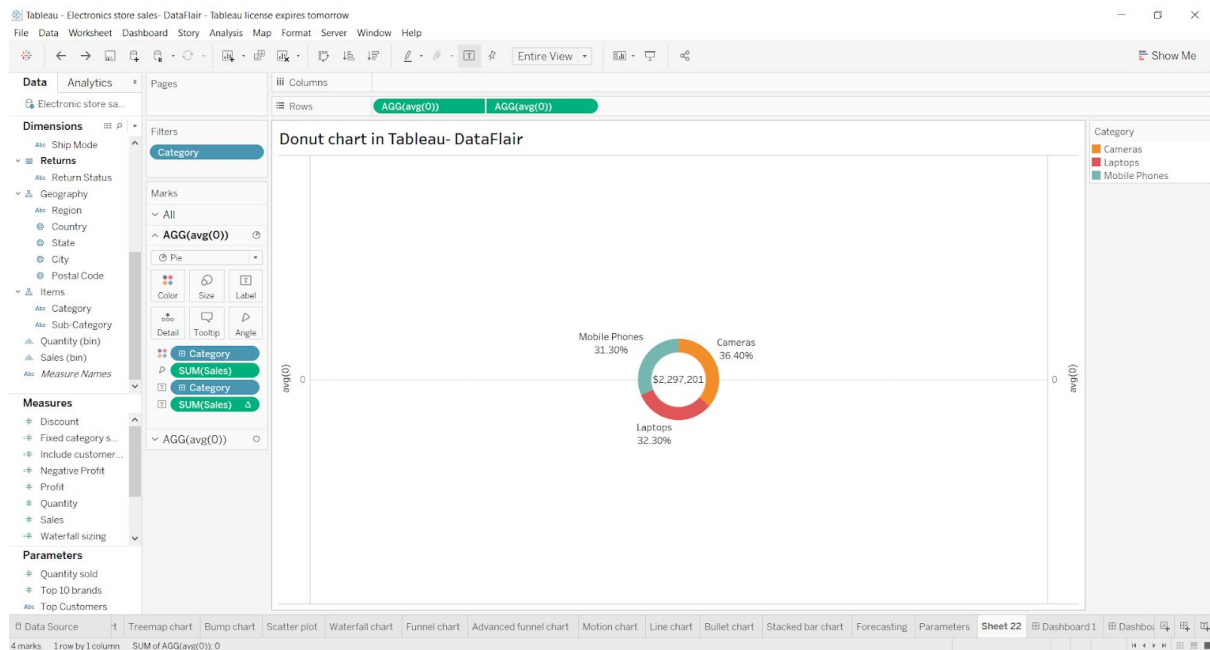 Tableau - Electronics store sales- DataFlair - Tableau license expires tomorrow
File Data Worksheet Dashboard Story Analysis Map Format Server Window Help
Entire View
Show Me
Data Analytics
Electronic store sa...
Dimensions
Abc Ship Mode
Returns
Abc Return Status
Geography
Abc Region
Country
State
City
Postal Code
Items
Abc Category
Abc Sub-Category
Quantity (bin)
Sales (bin)
Abc Measure Names
Measures
Discount
Fixed category s...
Include customer...
Negative Profit
Profit
Quantity
Sales
Waterfall sizing
Parameters
Quantity sold
Top 10 brands
Abc Top Customers
Pages
Filters
Category
Marks
All
AGG(avg(0))
Pie
Color Size Label
Detail Tooltip Angle
Category
SUM(Sales)
Category
SUM(Sales) Δ
AGG(avg(0))
Columns
Rows AGG(avg(0)) AGG(avg(0))
Donut chart in Tableau- DataFlair
avg(0)
0
Mobile Phones
31.30%
Cameras
36.40%
$2,297,201
Laptops
32.30%
0
avg(0)
Category
Cameras
Laptops
Mobile Phones
Data Source Treemap chart Bump chart Scatter plot Waterfall chart Funnel chart Advanced funnel chart Motion chart Line chart Bullet chart Stacked bar chart Forecasting Parameters Sheet 22 Dashboard 1 Dashbo
4 marks 1 row by 1 column SUM of AGG(avg(0)): 0